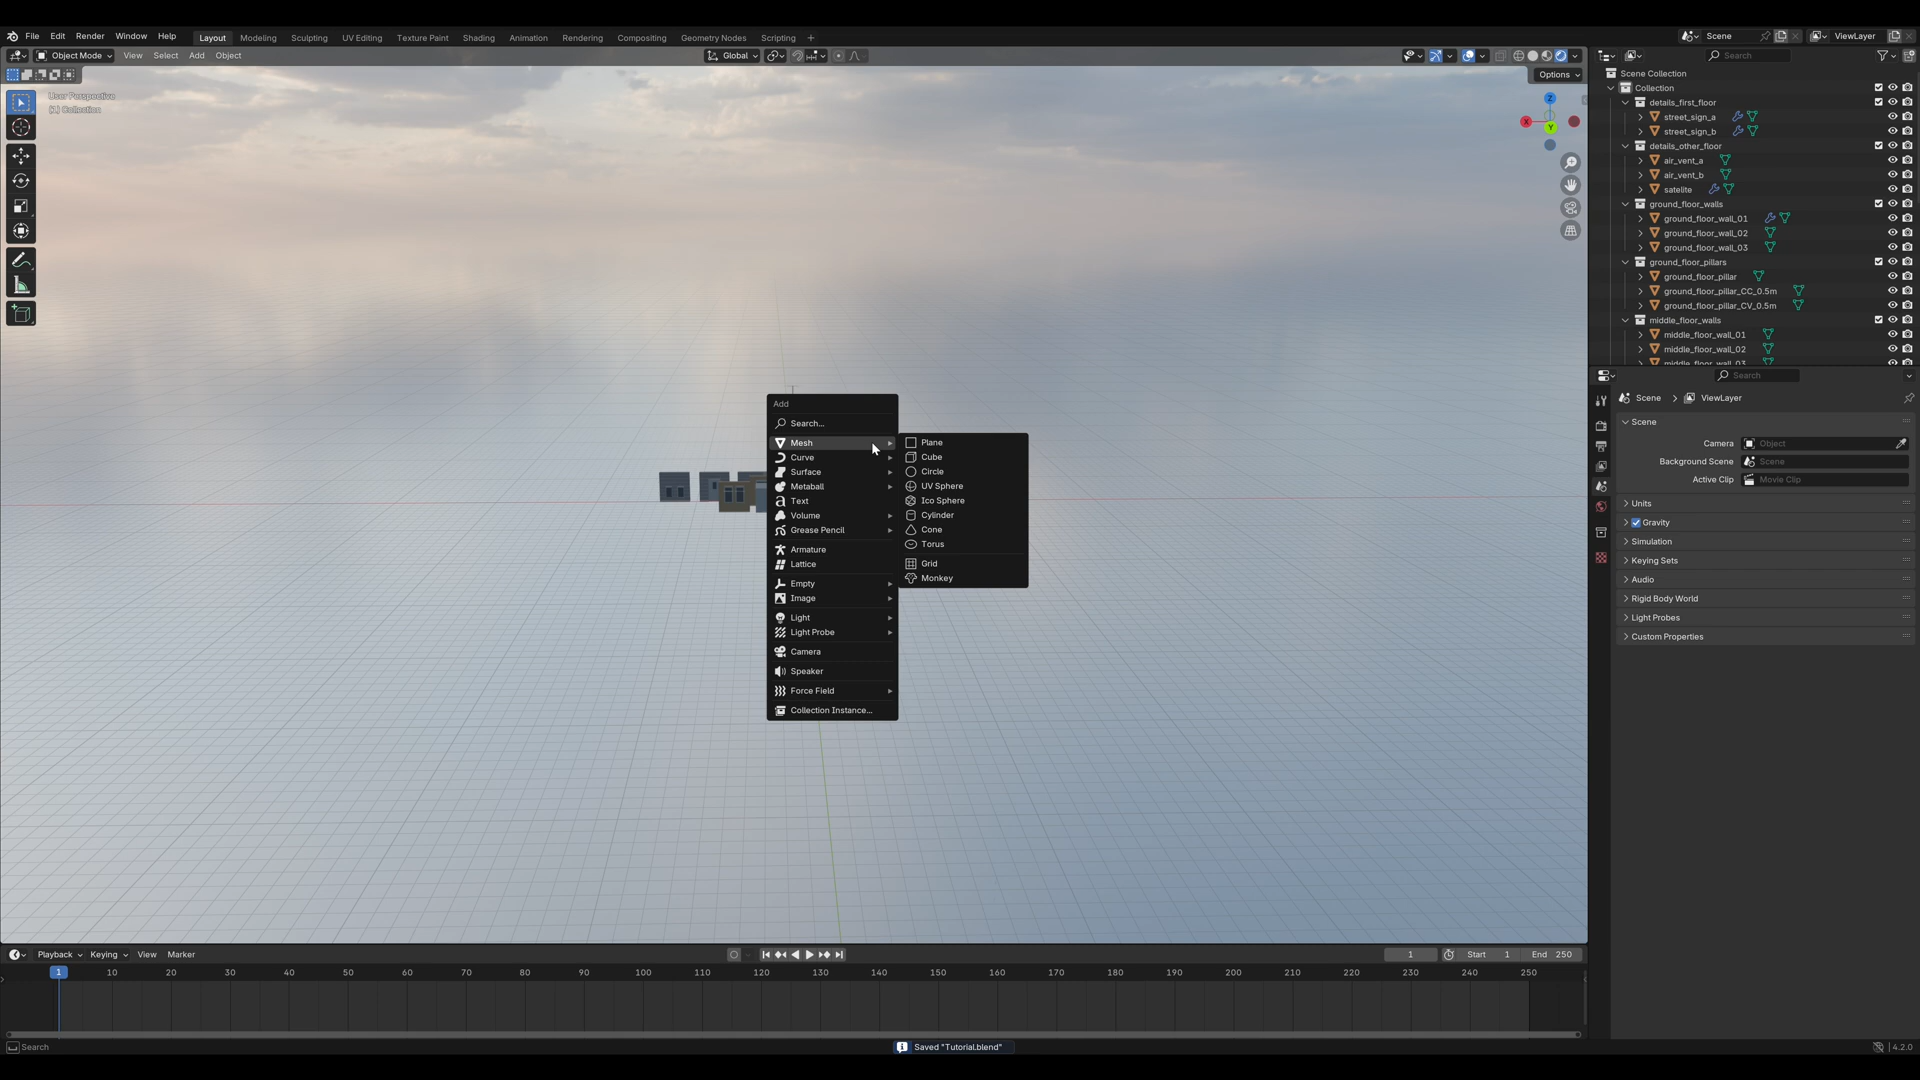 File Edit Render Window Help
Layout Modeling Sculpting UV Editing Texture Paint Shading Animation Rendering Compositing Geometry Nodes Scripting +
Scene
ViewLayer
Object Mode View Select Add Object
Global
Search
Options
User Perspective
(1) Collection
Z
X
Y
Scene Collection
Collection
details_first_floor
street_sign_a
street_sign_b
details_other_floor
air_vent_a
air_vent_b
satelite
ground_floor_walls
ground_floor_wall_01
ground_floor_wall_02
ground_floor_wall_03
ground_floor_pillars
ground_floor_pillar
ground_floor_pillar_CC_0.5m
ground_floor_pillar_CV_0.5m
middle_floor_walls
middle_floor_wall_01
middle_floor_wall_02
middle_floor_wall_03
Add
Search...
Mesh
Curve
Surface
Metaball
Text
Volume
Grease Pencil
Armature
Lattice
Empty
Image
Light
Light Probe
Camera
Speaker
Force Field
Collection Instance...
Plane
Cube
Circle
UV Sphere
Ico Sphere
Cylinder
Cone
Torus
Grid
Monkey
Search
Scene > ViewLayer
Scene
Camera Object
Background Scene Scene
Active Clip Movie Clip
Units
Gravity
Simulation
Keying Sets
Audio
Rigid Body World
Light Probes
Custom Properties
Playback Keying View Marker
1 Start 1 End 250
1 10 20 30 40 50 60 70 80 90 100 110 120 130 140 150 160 170 180 190 200 210 220 230 240 250
Search
Saved "Tutorial.blend"
4.2.0